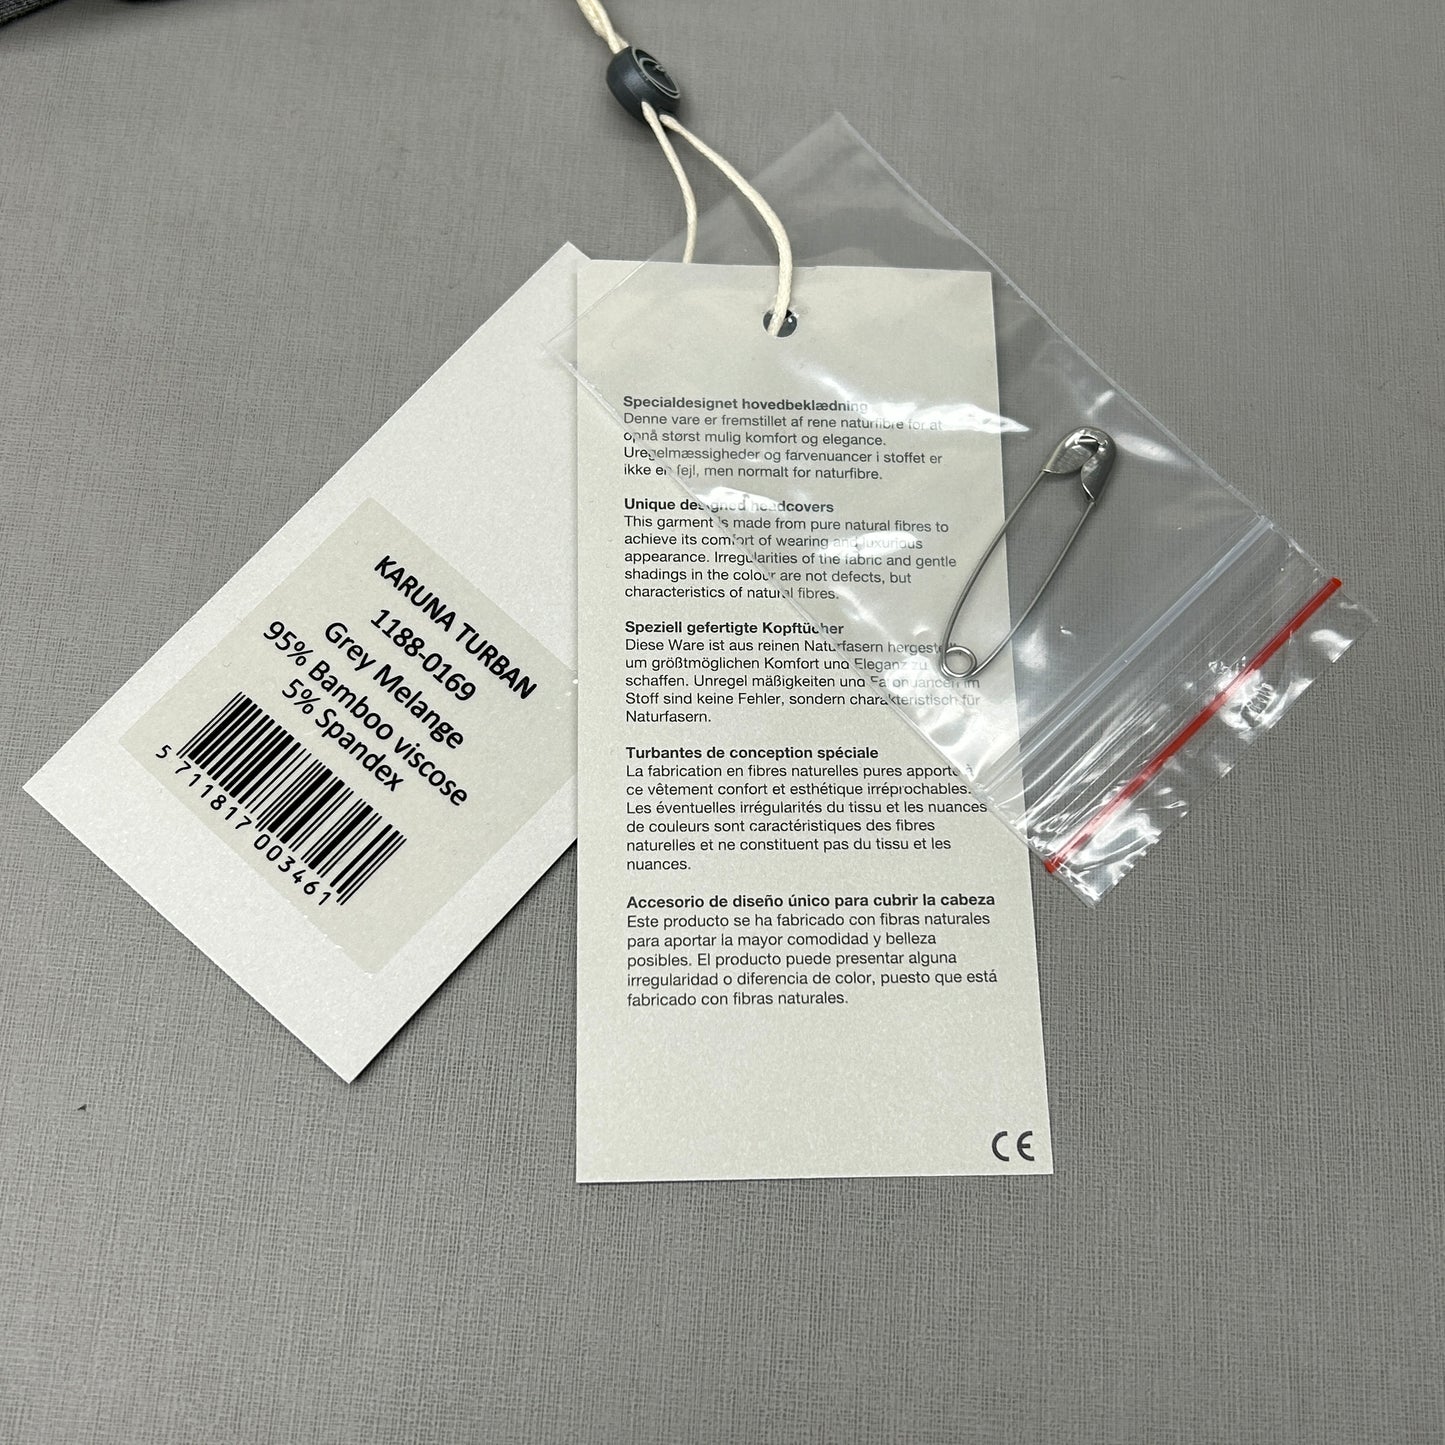 KARUNA TURBAN
1188-0169
Grey Melange
95% Bamboo viscose
5% Spandex
5 711817 003461
Specialdesignet hovedbeklædning
Denne vare er fremstillet af rene naturfibre for at
opnå størst mulig komfort og elegance.
Uregelmæssigheder og farvenuancer i stoffet er
ikke en fejl, men normalt for naturfibre.
Unique designed headcovers
This garment is made from pure natural fibres to
achieve its comfort of wearing and luxurious
appearance. Irregularities of the fabric and gentle
shadings in the colour are not defects, but
characteristics of natural fibres.
Speziell gefertigte Kopftücher
Diese Ware ist aus reinen Naturfasern hergestellt
um größtmöglichen Komfort und Eleganz zu
schaffen. Unregel mäßigkeiten und im
Stoff sind keine Fehler, sondern charakteristisch für
Naturfasern.
Turbantes de conception spéciale
La fabrication en fibres naturelles pures apporte à
ce vêtement confort et esthétique irréprochables.
Les éventuelles irrégularités du tissu et les nuances
de couleurs sont caractéristiques des fibres
naturelles et ne constituent pas du tissu et les
nuances.
Accesorio de diseño único para cubrir la cabeza
Este producto se ha fabricado con fibras naturales
para aportar la mayor comodidad y belleza
posibles. El producto puede presentar alguna
irregularidad o diferencia de color, puesto que está
fabricado con fibras naturales.
CE